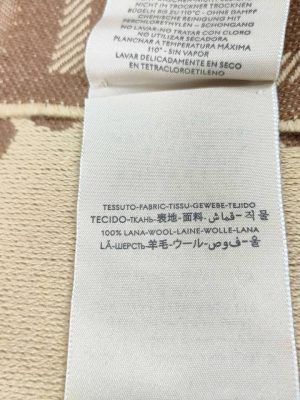 NICHT IN TROCKNER TROCKNEN
BÜGELN BIS ZU 110°C - OHNE DAMPF
CHEMISCHE REINIGUNG MIT
PERCHLORETHYLEN - SCHONGANG
NO TRATAR CON CLORO
NO UTILIZAR SECADORA
PLANCHAR A TEMPERATURA MÁXIMA
110° - SIN VAPOR
LAVAR DELICADAMENTE EN SECO
EN TETRACLOROETILENO
TESSUTO-FABRIC-TISSU-GEWEBE-TEJIDO
TECIDO-ТКАНЬ-表地-面料-قماش-직물
100% LANA-WOOL-LAINE-WOLLE-LANA
LÃ-ШЕРСТЬ-羊毛-ウール-صوف-울